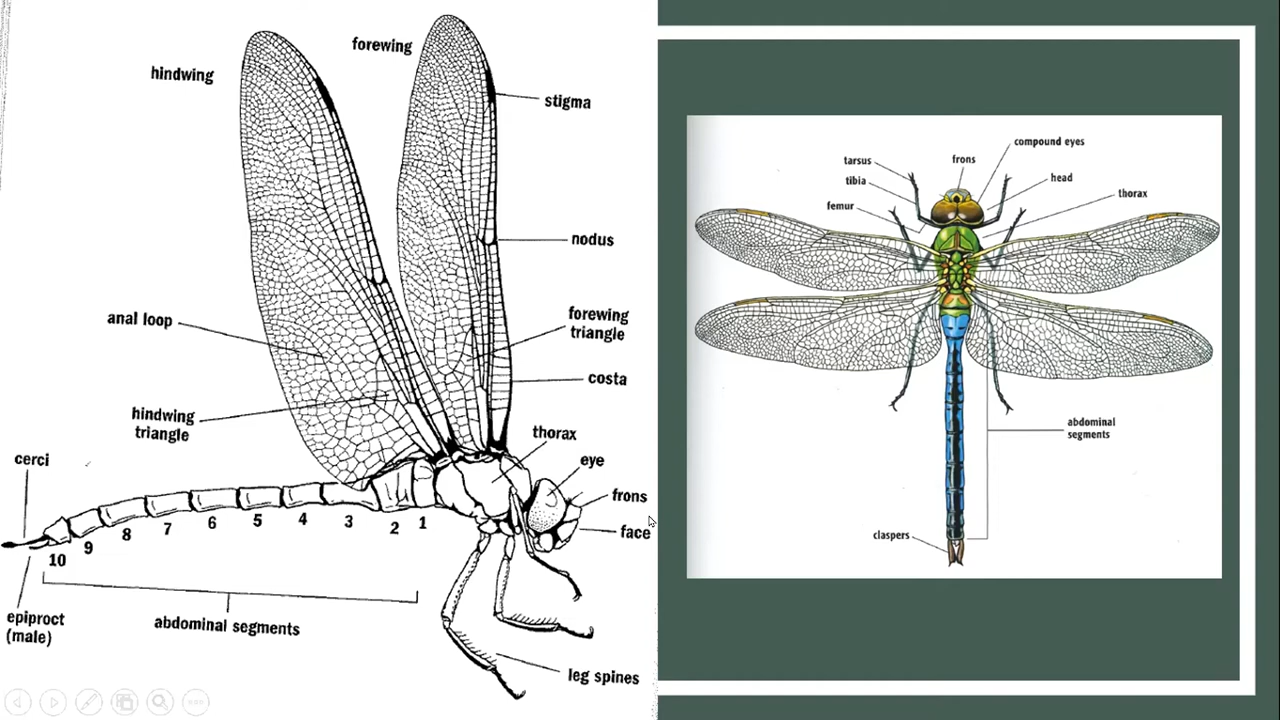 forewing
hindwing
stigma
nodus
anal loop
forewing
triangle
costa
hindwing
triangle
thorax
cerci
eye
frons
face
1
2
3
4
5
6
7
8
9
10
epiproct
(male)
abdominal segments
leg spines
compound eyes
tarsus
frons
tibia
head
femur
thorax
abdominal
segments
claspers